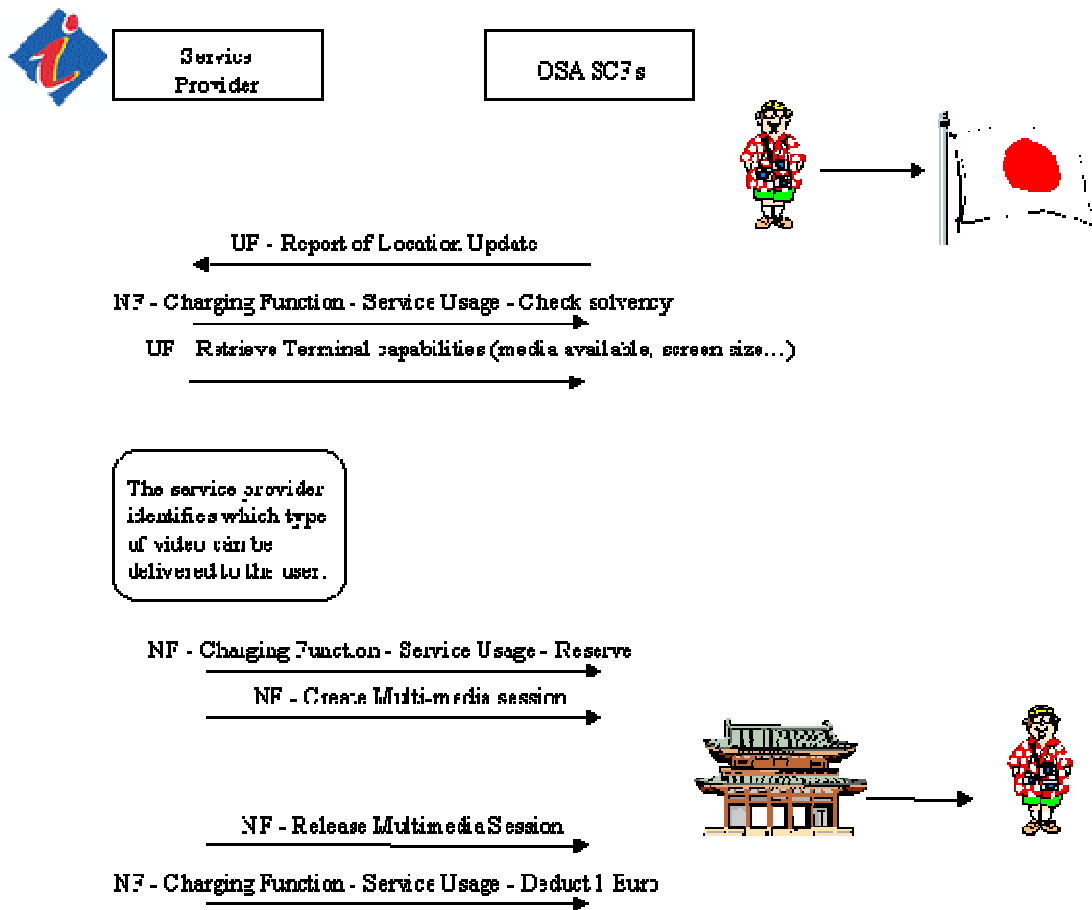 Service
Provider
OSA SCFs
UF - Report of Location Update
NF - Charging Function - Service Usage - Check solvency
UF Retrieve Terminal capabilities (media available, screen size...)
The service provider
identifies which type
of video can be
delivered to the user.
NF - Charging Function - Service Usage - Reserve
NF - Create Multi-media session
NF - Release Multimedia Session
NF - Charging Function - Service Usage - Deduct 1 Euro